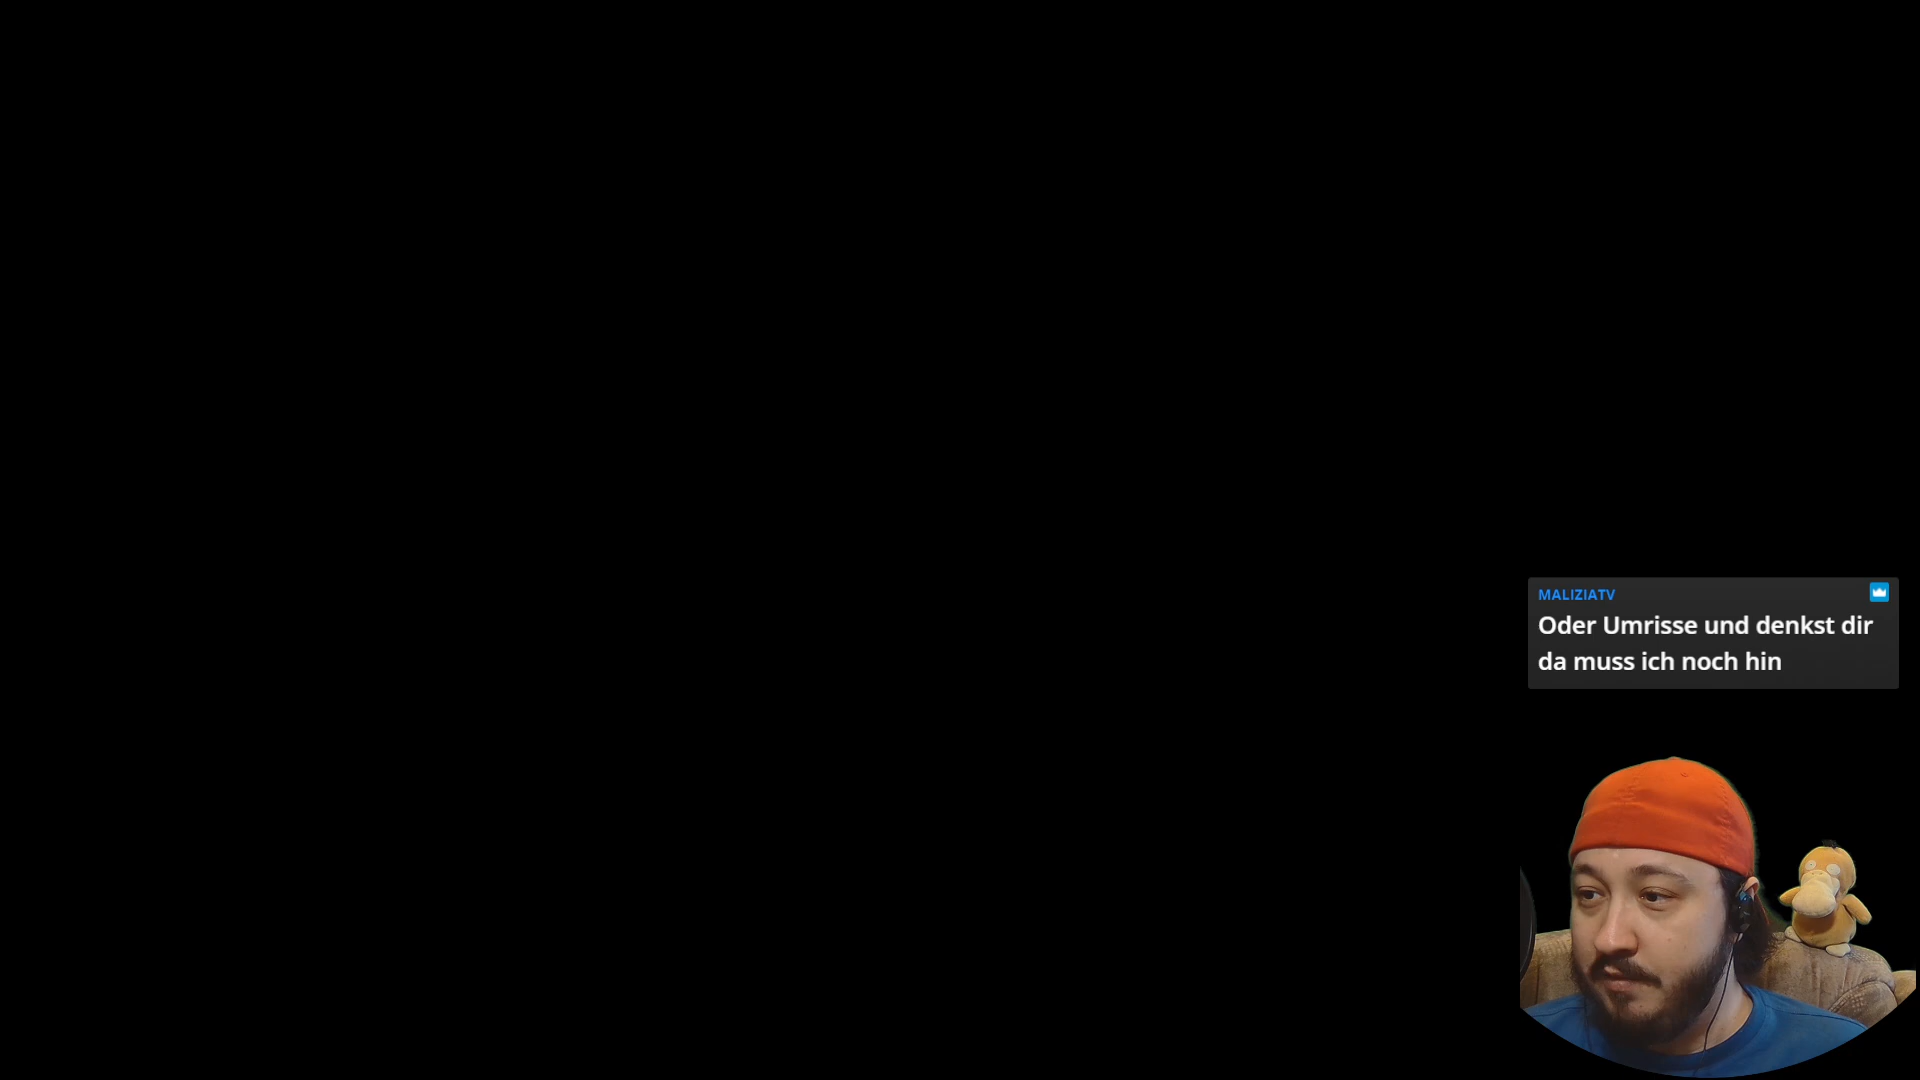 MALIZIATV
Oder Umrisse und denkst dir
da muss ich noch hin